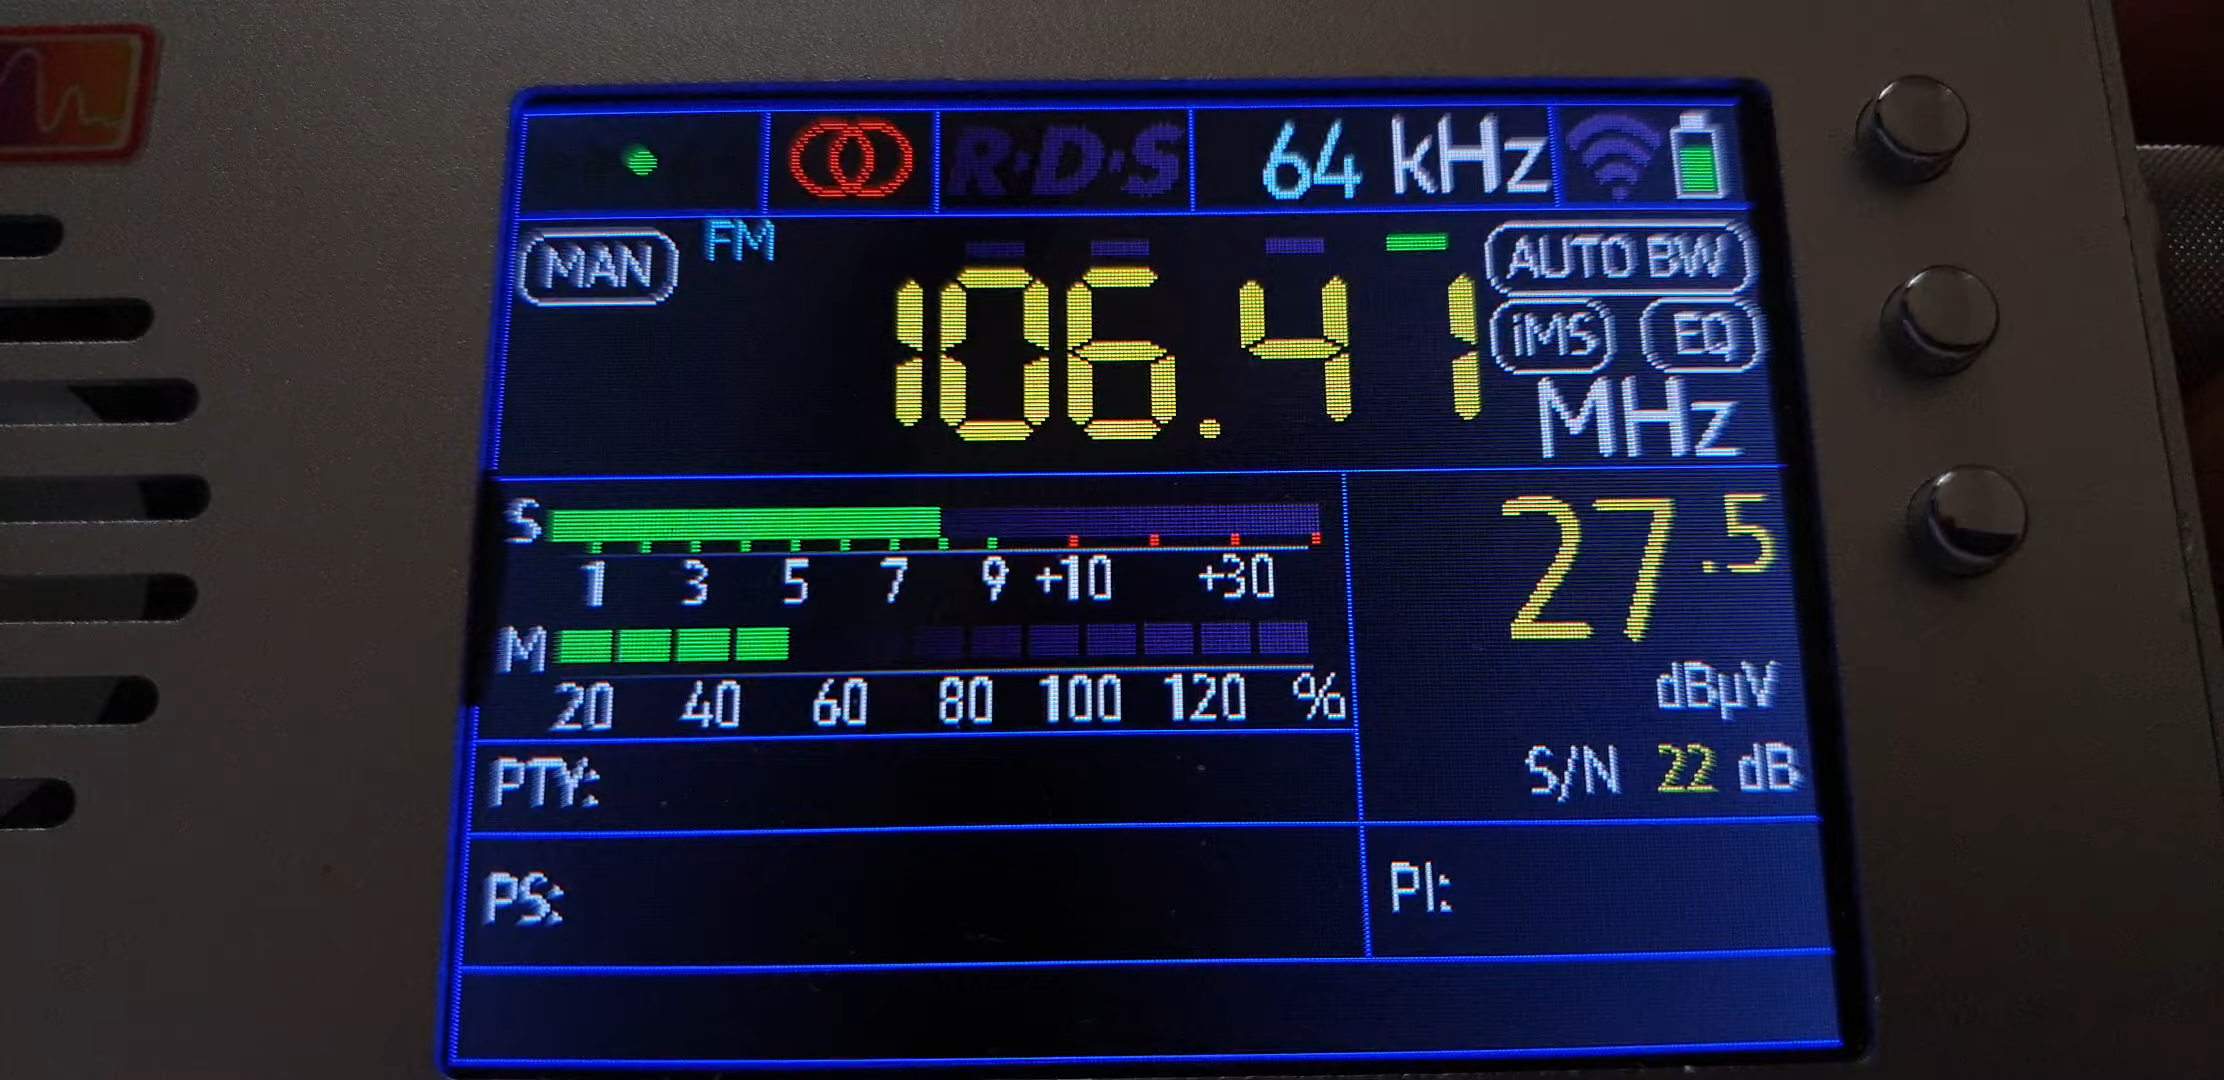 R·D·S 64 kHz
MAN FM AUTO BW
106.41 iMS EQ
MHz
S
1 3 5 7 9 +10 +30
27.5
M
20 40 60 80 100 120 %
dBµV
PTY:
S/N 22 dB
PS:
PI: